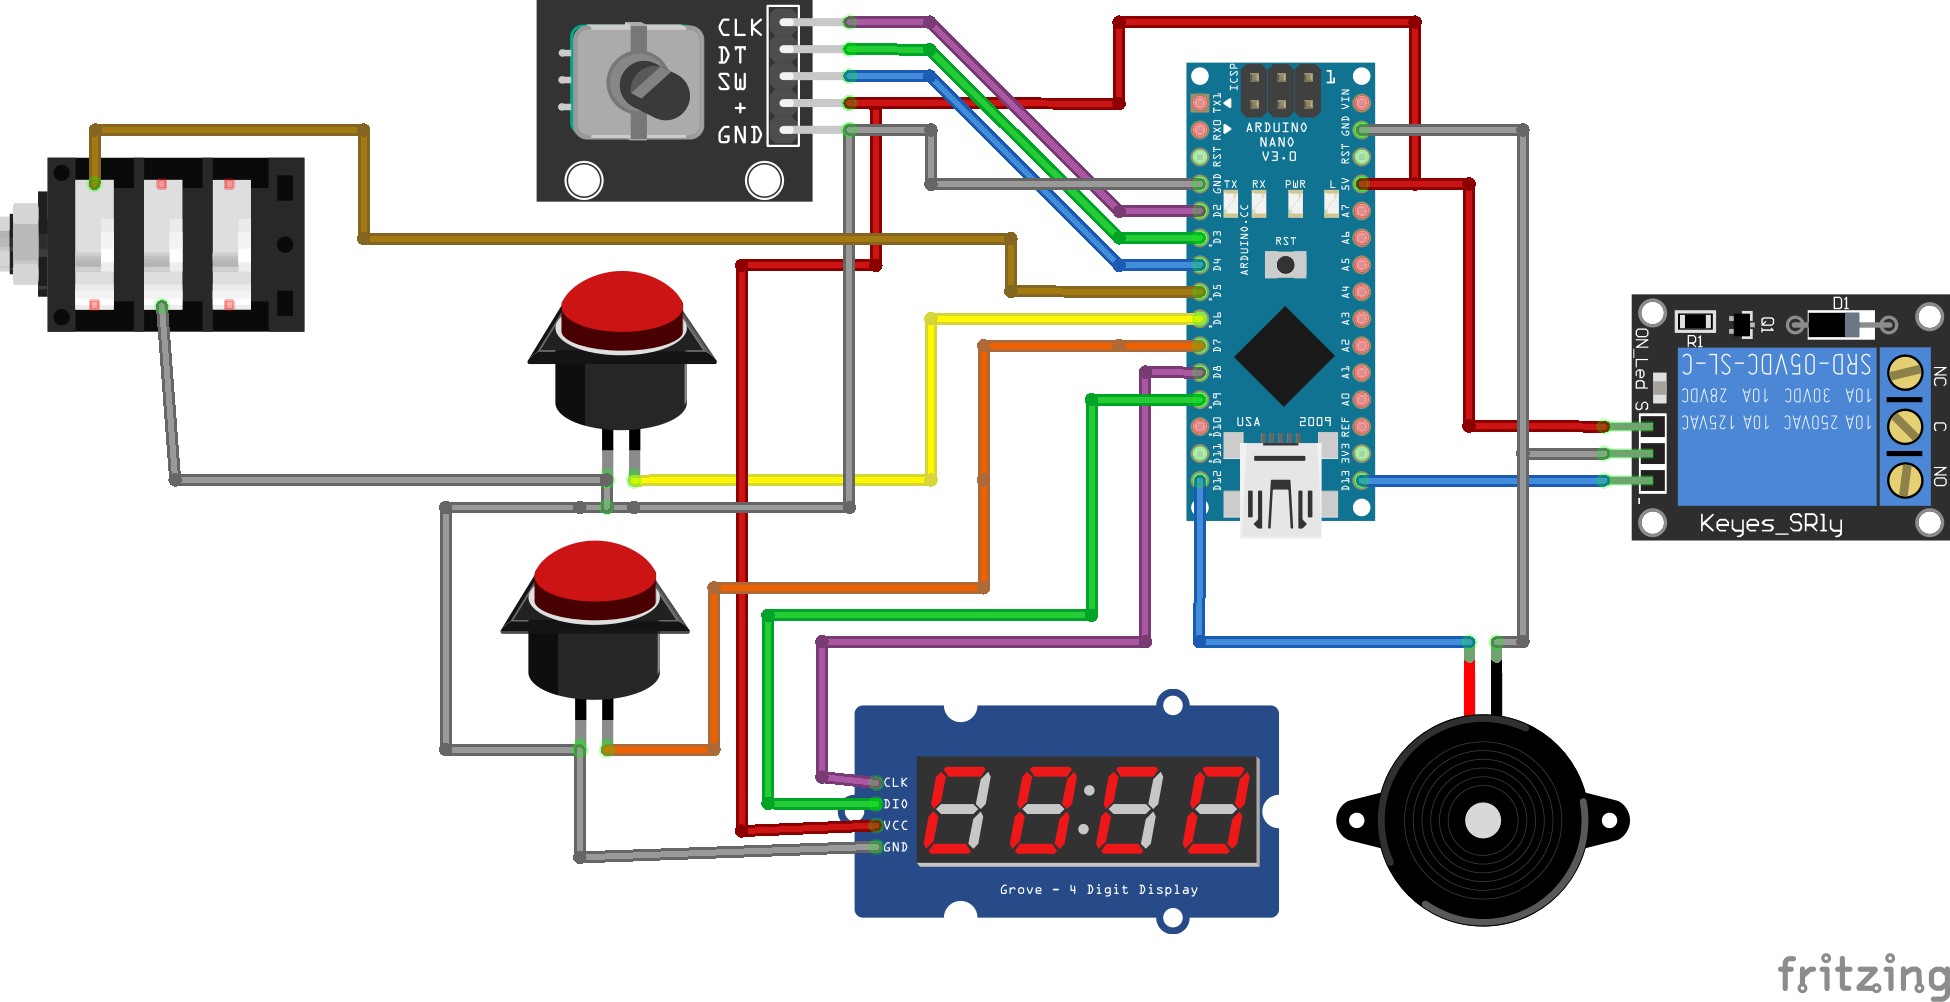 CLK
DT
SW
+
GND
ICSP
1
TX1
RX0
RST
GND
D2
D3
D4
D5
D6
D7
D8
D9
D10
D11
D12
VIN
GND
RST
5V
A7
A6
A5
A4
A3
A2
A1
A0
REF
3V3
D13
ARDUINO
NANO
V3.0
TX
RX
PWR
L
ARDUINO.CC
RST
USA
2009
R1
Q1
D1
ON_Led
S
-
SRD-05VDC-SL-C
10A 30VDC 10A 28VDC
10A 250VAC 10A 125VAC
NC
C
NO
Keyes_SRly
CLK
DIO
VCC
GND
Grove - 4 Digit Display
fritzing